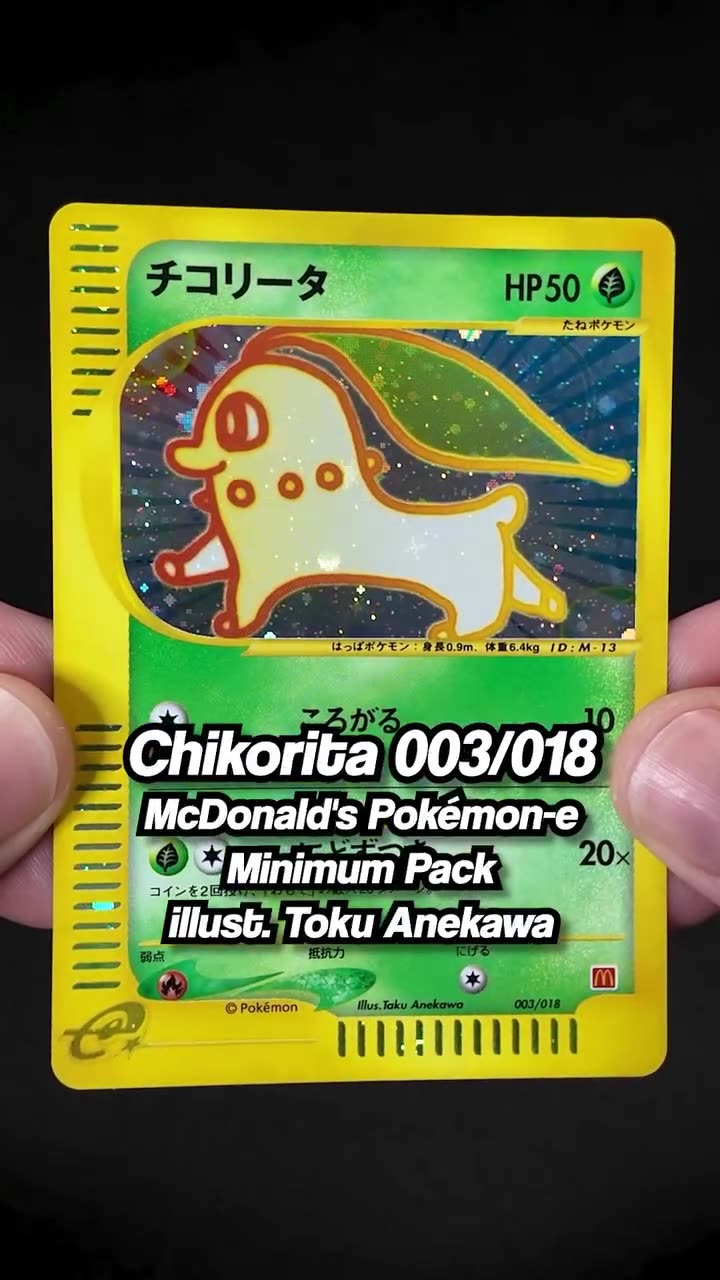 チコリータ HP50
たねポケモン
はっぱポケモン：身長0.9m、体重6.4kg ID:M-13
ころがる 10
Chikorita 003/018
McDonald's Pokémon-e
20×
Minimum Pack
illust. Toku Anekawa
弱点 抵抗力 にげる
© Pokémon Illus.Taku Anekawa 003/018